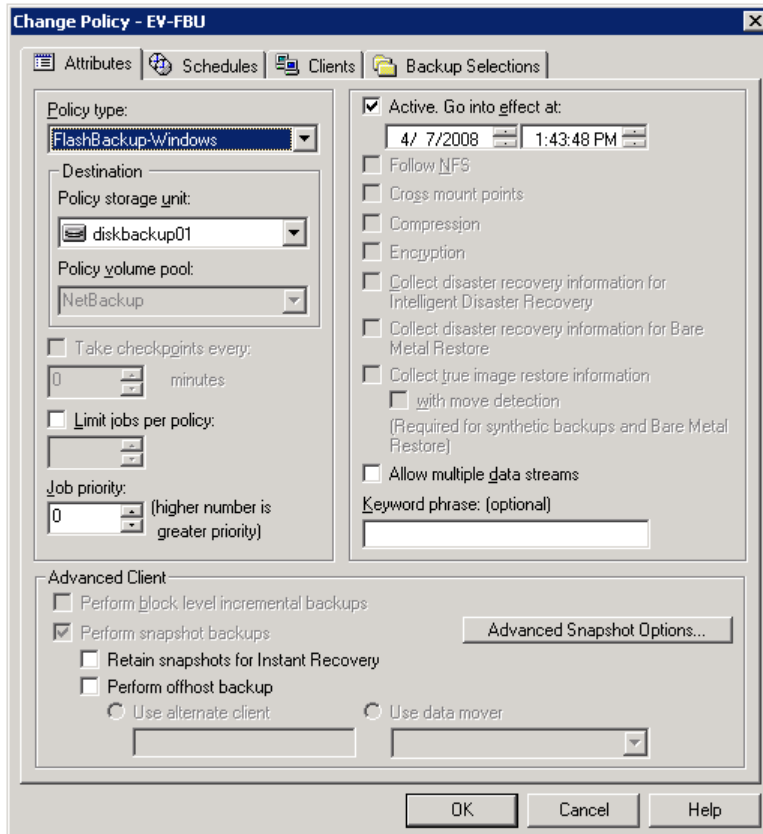 Change Policy - EV-FBU
Attributes
Schedules
Clients
Backup Selections
Policy type:
FlashBackup-Windows
Destination
Policy storage unit:
diskbackup01
Policy volume pool:
NetBackup
Take checkpoints every:
0
minutes
Limit jobs per policy:
Job priority:
0
(higher number is
greater priority)
Active. Go into effect at:
4/ 7/2008
1:43:48 PM
Follow NFS
Cross mount points
Compression
Encryption
Collect disaster recovery information for
Intelligent Disaster Recovery
Collect disaster recovery information for Bare
Metal Restore
Collect true image restore information
with move detection
(Required for synthetic backups and Bare Metal
Restore)
Allow multiple data streams
Keyword phrase: (optional)
Advanced Client
Perform block level incremental backups
Perform snapshot backups
Advanced Snapshot Options...
Retain snapshots for Instant Recovery
Perform offhost backup
Use alternate client
Use data mover
OK
Cancel
Help